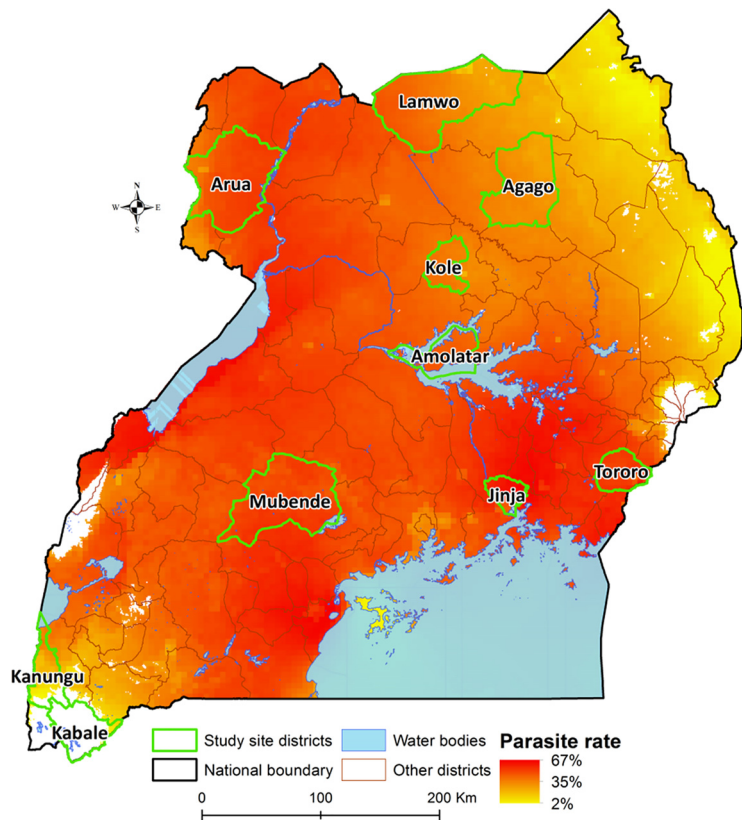 Lamwo
Arua
Agago
N
W E
S
Kole
Amolatar
Mubende
Jinja
Tororo
Kanungu
Kabale
Study site districts
Water bodies
National boundary
Other districts
Parasite rate
67%
35%
2%
0 100 200 Km